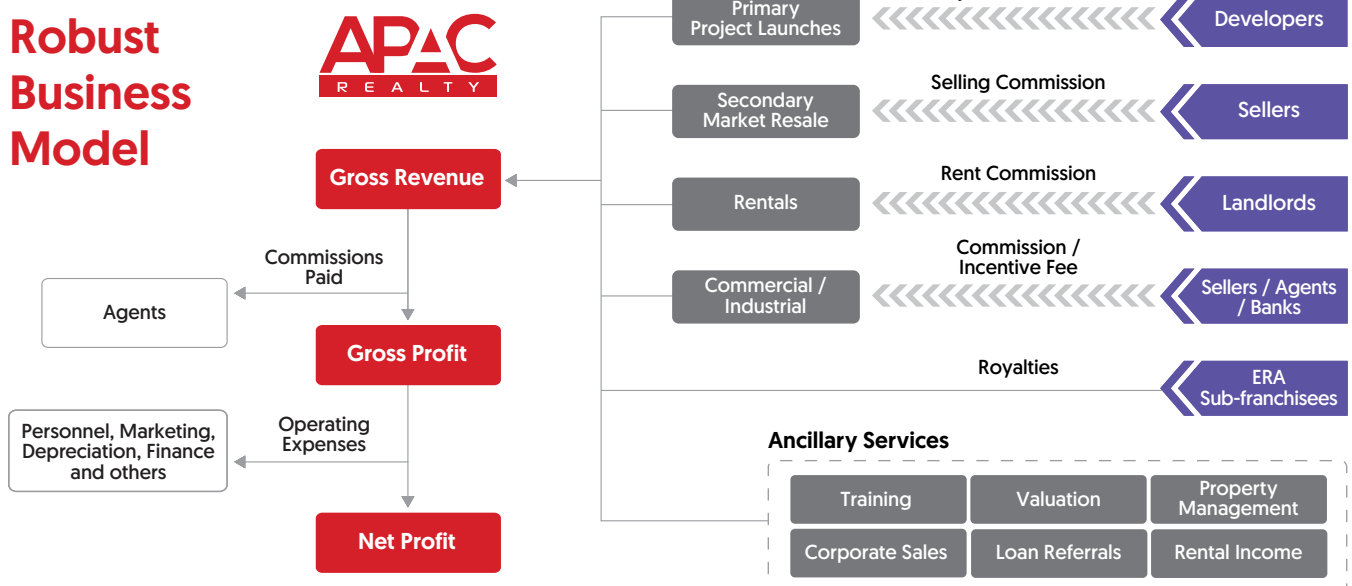 Robust
Business
Model
APAC
REALTY
Gross Revenue
Commissions
Paid
Agents
Gross Profit
Operating
Expenses
Personnel, Marketing,
Depreciation, Finance
and others
Net Profit
Primary
Project Launches
Developers
Secondary
Market Resale
Selling Commission
Sellers
Rentals
Rent Commission
Landlords
Commercial /
Industrial
Commission /
Incentive Fee
Sellers / Agents
/ Banks
Royalties
ERA
Sub-franchisees
Ancillary Services
Training
Valuation
Property
Management
Corporate Sales
Loan Referrals
Rental Income